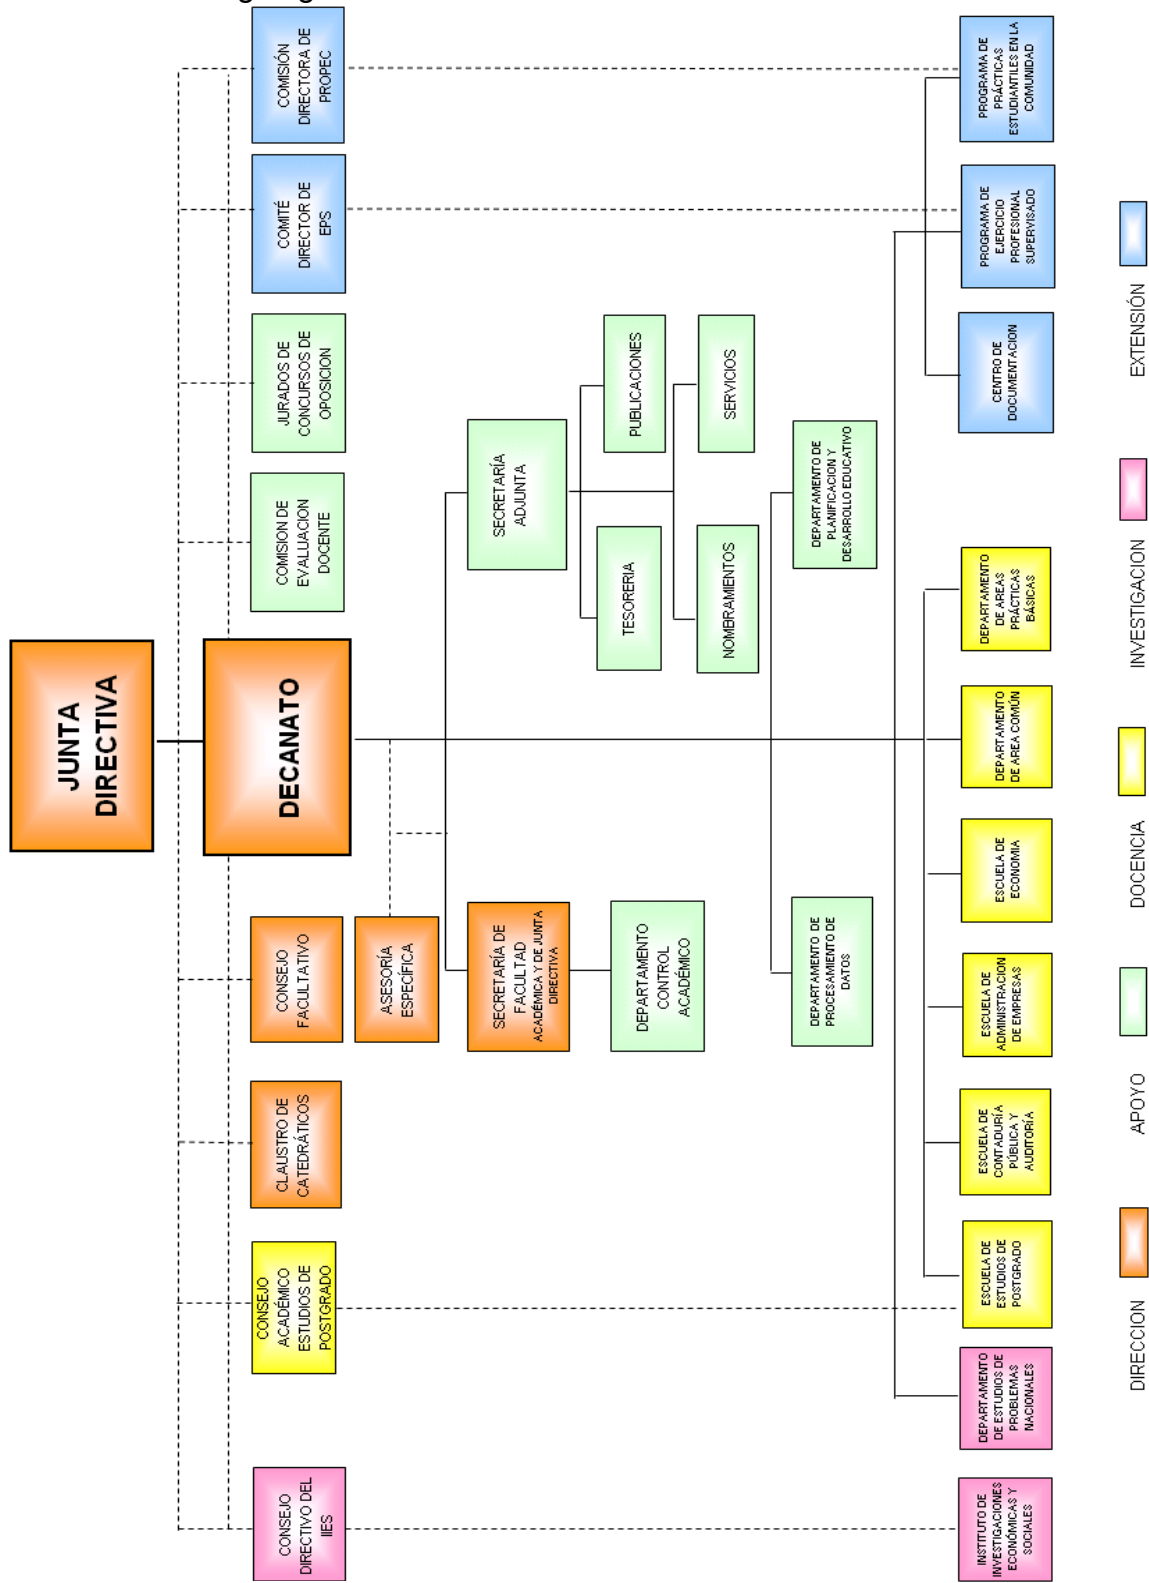 JUNTA
DIRECTIVA
DECANATO
CONSEJO
DIRECTIVO DEL
IIES
CONSEJO
ACADÉMICO
ESTUDIOS DE
POSTGRADO
CLAUSTRO DE
CATEDRÁTICOS
CONSEJO
FACULTATIVO
COMISION DE
EVALUACION
DOCENTE
JURADOS DE
CONCURSOS DE
OPOSICION
COMITÉ
DIRECTOR DE
EPS
COMISIÓN
DIRECTORA DE
PROPEC
ASESORÍA
ESPECÍFICA
SECRETARÍA DE
FACULTAD
ACADÉMICA Y DE JUNTA
DIRECTIVA
SECRETARÍA
ADJUNTA
DEPARTAMENTO
CONTROL
ACADÉMICO
TESORERIA
PUBLICACIONES
NOMBRAMIENTOS
SERVICIOS
DEPARTAMENTO DE
PROCESAMIENTO DE
DATOS
DEPARTAMENTO DE
PLANIFICACION Y
DESARROLLO EDUCATIVO
INSTITUTO DE
INVESTIGACIONES
ECONÓMICAS Y
SOCIALES
DEPARTAMENTO
DE ESTUDIOS DE
PROBLEMAS
NACIONALES
ESCUELA DE
ESTUDIOS DE
POSTGRADO
ESCUELA DE
CONTADURÍA
PÚBLICA Y
AUDITORÍA
ESCUELA DE
ADMINISTRACION
DE EMPRESAS
ESCUELA DE
ECONOMIA
DEPARTAMENTO
DE AREA COMÚN
DEPARTAMENTO
DE AREAS
PRÁCTICAS
BÁSICAS
CENTRO DE
DOCUMENTACION
PROGRAMA DE
EJERCICIO
PROFESIONAL
SUPERVISADO
PROGRAMA DE
PRÁCTICAS
ESTUDIANTILES EN LA
COMUNIDAD
DIRECCION
APOYO
DOCENCIA
INVESTIGACION
EXTENSIÓN